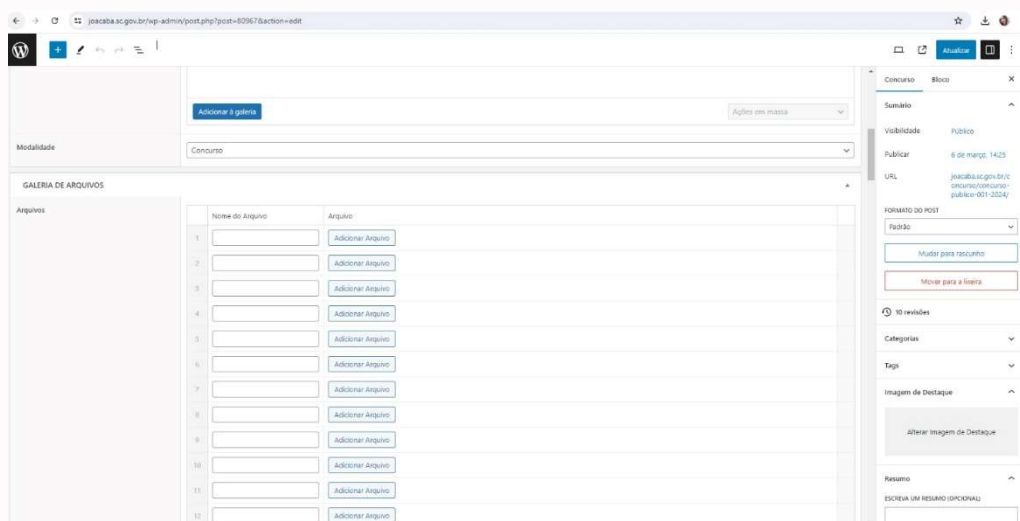 joacaba.sc.gov.br/wp-admin/post.php?post=80967&action=edit
Atualizar
Adicionar à galeria
Ações em massa
Modalidade
Concurso
GALERIA DE ARQUIVOS
Arquivos
Nome do Arquivo Arquivo
1 Adicionar Arquivo
2 Adicionar Arquivo
3 Adicionar Arquivo
4 Adicionar Arquivo
5 Adicionar Arquivo
6 Adicionar Arquivo
7 Adicionar Arquivo
8 Adicionar Arquivo
9 Adicionar Arquivo
10 Adicionar Arquivo
11 Adicionar Arquivo
12 Adicionar Arquivo
Concurso Bloco
Sumário
Visibilidade Público
Publicar 6 de março, 14:25
URL joacaba.sc.gov.br/c
oncurso/concurso-
publico-001-2024/
FORMATO DO POST
Padrão
Mudar para rascunho
Mover para a lixeira
10 revisões
Categorias
Tags
Imagem de Destaque
Alterar Imagem de Destaque
Resumo
ESCREVA UM RESUMO (OPCIONAL)